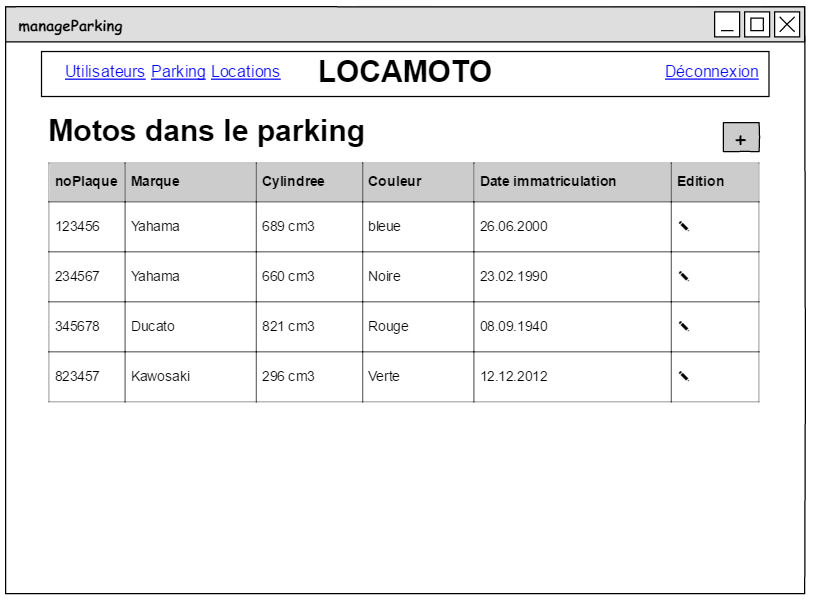 manageParking
Utilisateurs Parking Locations LOCAMOTO Déconnexion
Motos dans le parking +
noPlaque Marque Cylindree Couleur Date immatriculation Edition
123456 Yahama 689 cm3 bleue 26.06.2000
234567 Yahama 660 cm3 Noire 23.02.1990
345678 Ducato 821 cm3 Rouge 08.09.1940
823457 Kawosaki 296 cm3 Verte 12.12.2012